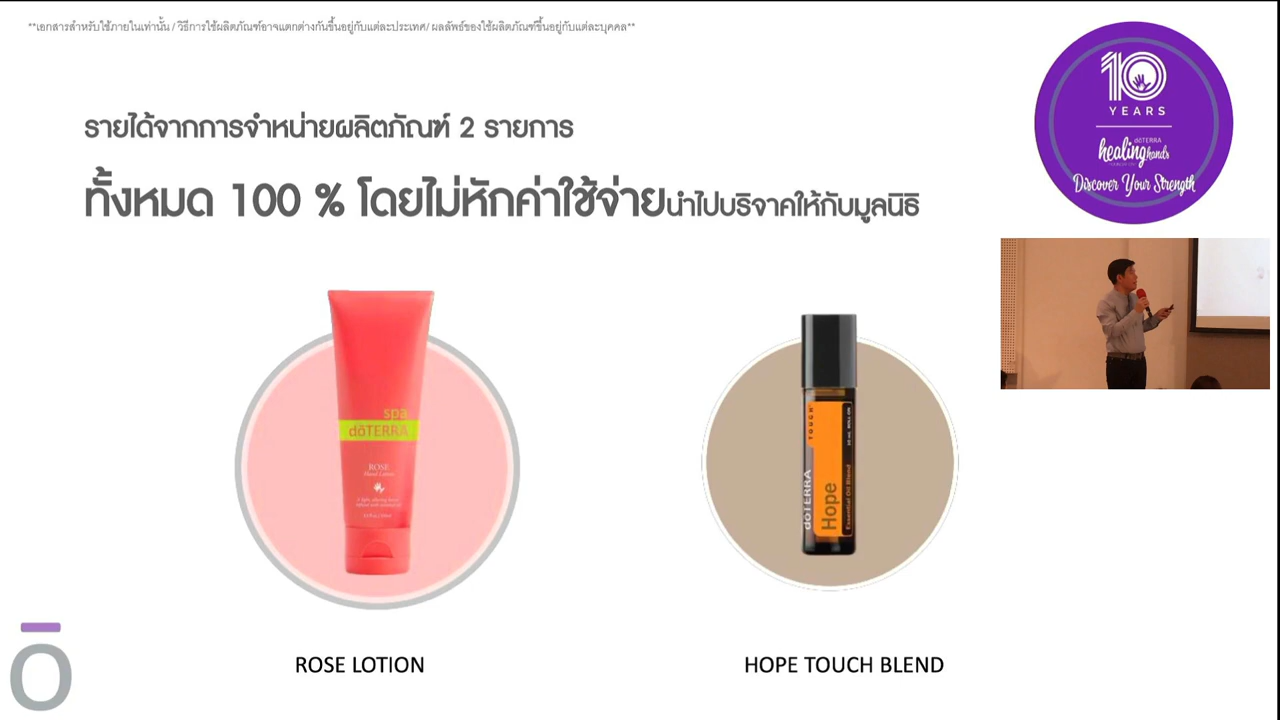 **เอกสารสำหรับใช้ภายในเท่านั้น / วิธีการใช้ผลิตภัณฑ์อาจแตกต่างกันขึ้นอยู่กับแต่ละประเทศ/ ผลลัพธ์ของใช้ผลิตภัณฑ์ขึ้นอยู่กับแต่ละบุคคล**
10
YEARS
dōTERRA
healing hands
Discover Your Strength
รายได้จากการจำหน่ายผลิตภัณฑ์ 2 รายการ
ทั้งหมด 100 % โดยไม่หักค่าใช้จ่ายนำไปบริจาคให้กับมูลนิธิ
spa
dōTERRA
ROSE
Hand Lotion
TOUCH
dōTERRA
Hope
Essential Oil Blend
10 mL ROLL ON
ō
ROSE LOTION
HOPE TOUCH BLEND